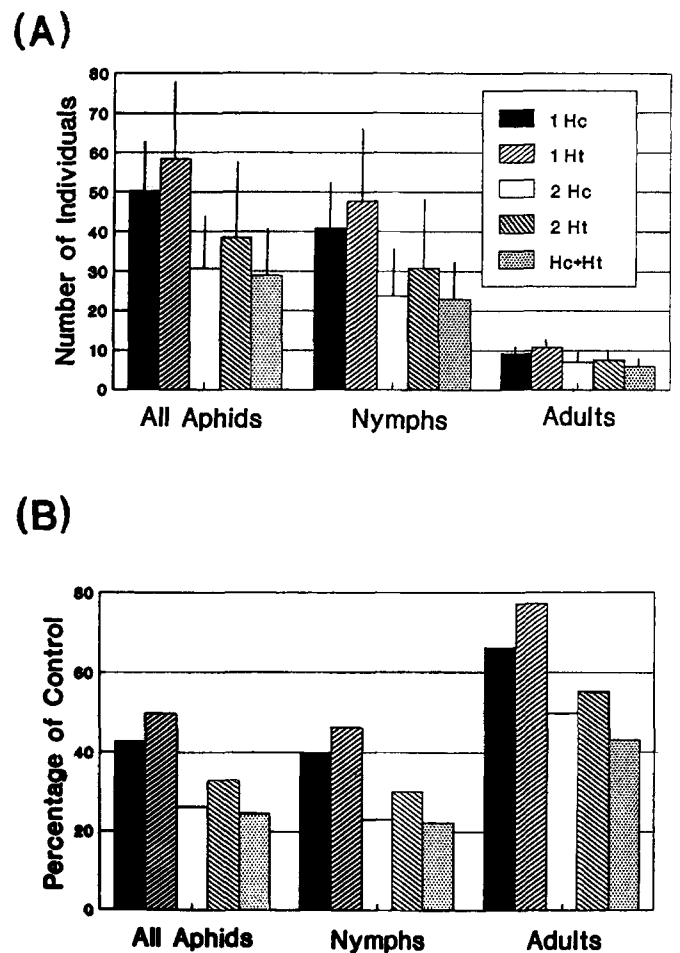 (A)
Number of Individuals
80
70
60
50
40
30
20
10
0
1 Hc
1 Ht
2 Hc
2 Ht
Hc+Ht
All Aphids
Nymphs
Adults
(B)
Percentage of Control
80
60
40
20
0
All Aphids
Nymphs
Adults